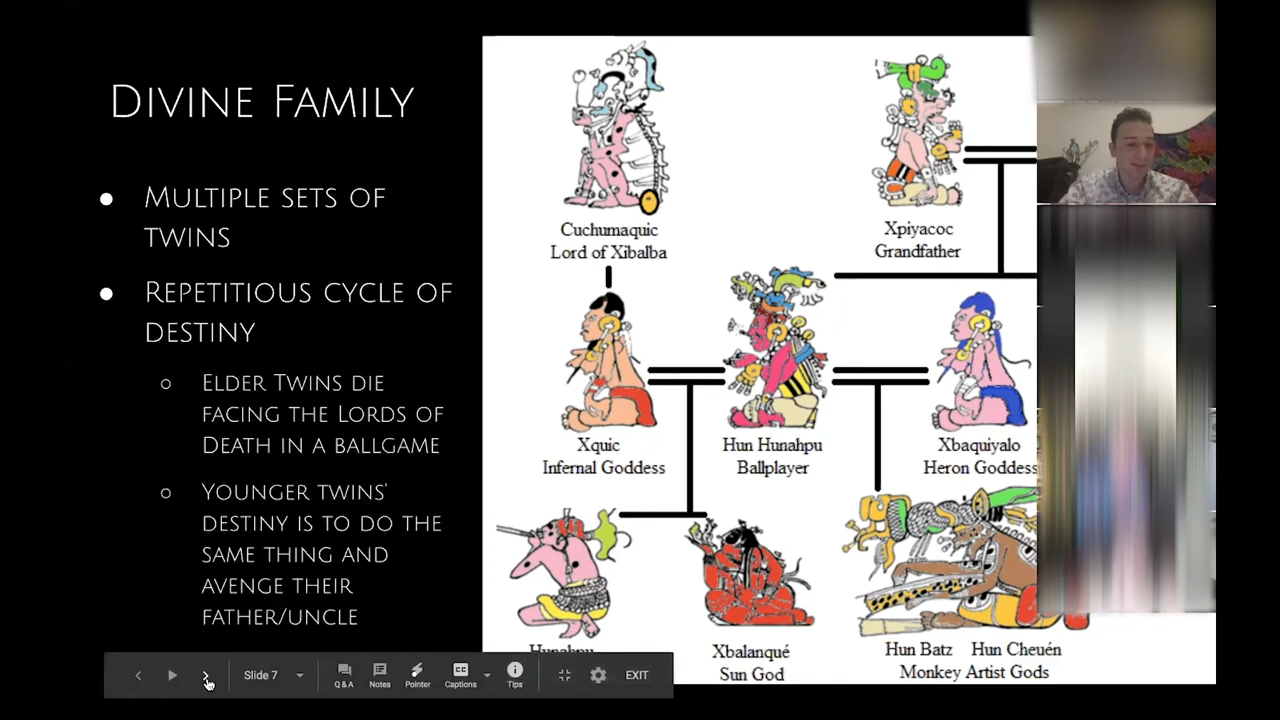 DIVINE FAMILY
● MULTIPLE SETS OF
TWINS
● REPETITIOUS CYCLE OF
DESTINY
○ ELDER TWINS DIE
FACING THE LORDS OF
DEATH IN A BALLGAME
○ YOUNGER TWINS'
DESTINY IS TO DO THE
SAME THING AND
AVENGE THEIR
FATHER/UNCLE
Cuchumaquic
Lord of Xibalba
Xpiyacoc
Grandfather
Xquic
Infernal Goddess
Hun Hunahpu
Ballplayer
Xbaquiyalo
Heron Goddess
Hunahpu
Xbalanqué
Sun God
Hun Batz Hun Cheuén
Monkey Artist Gods
Slide 7
Q & A
Notes
Pointer
CC
Captions
Tips
EXIT